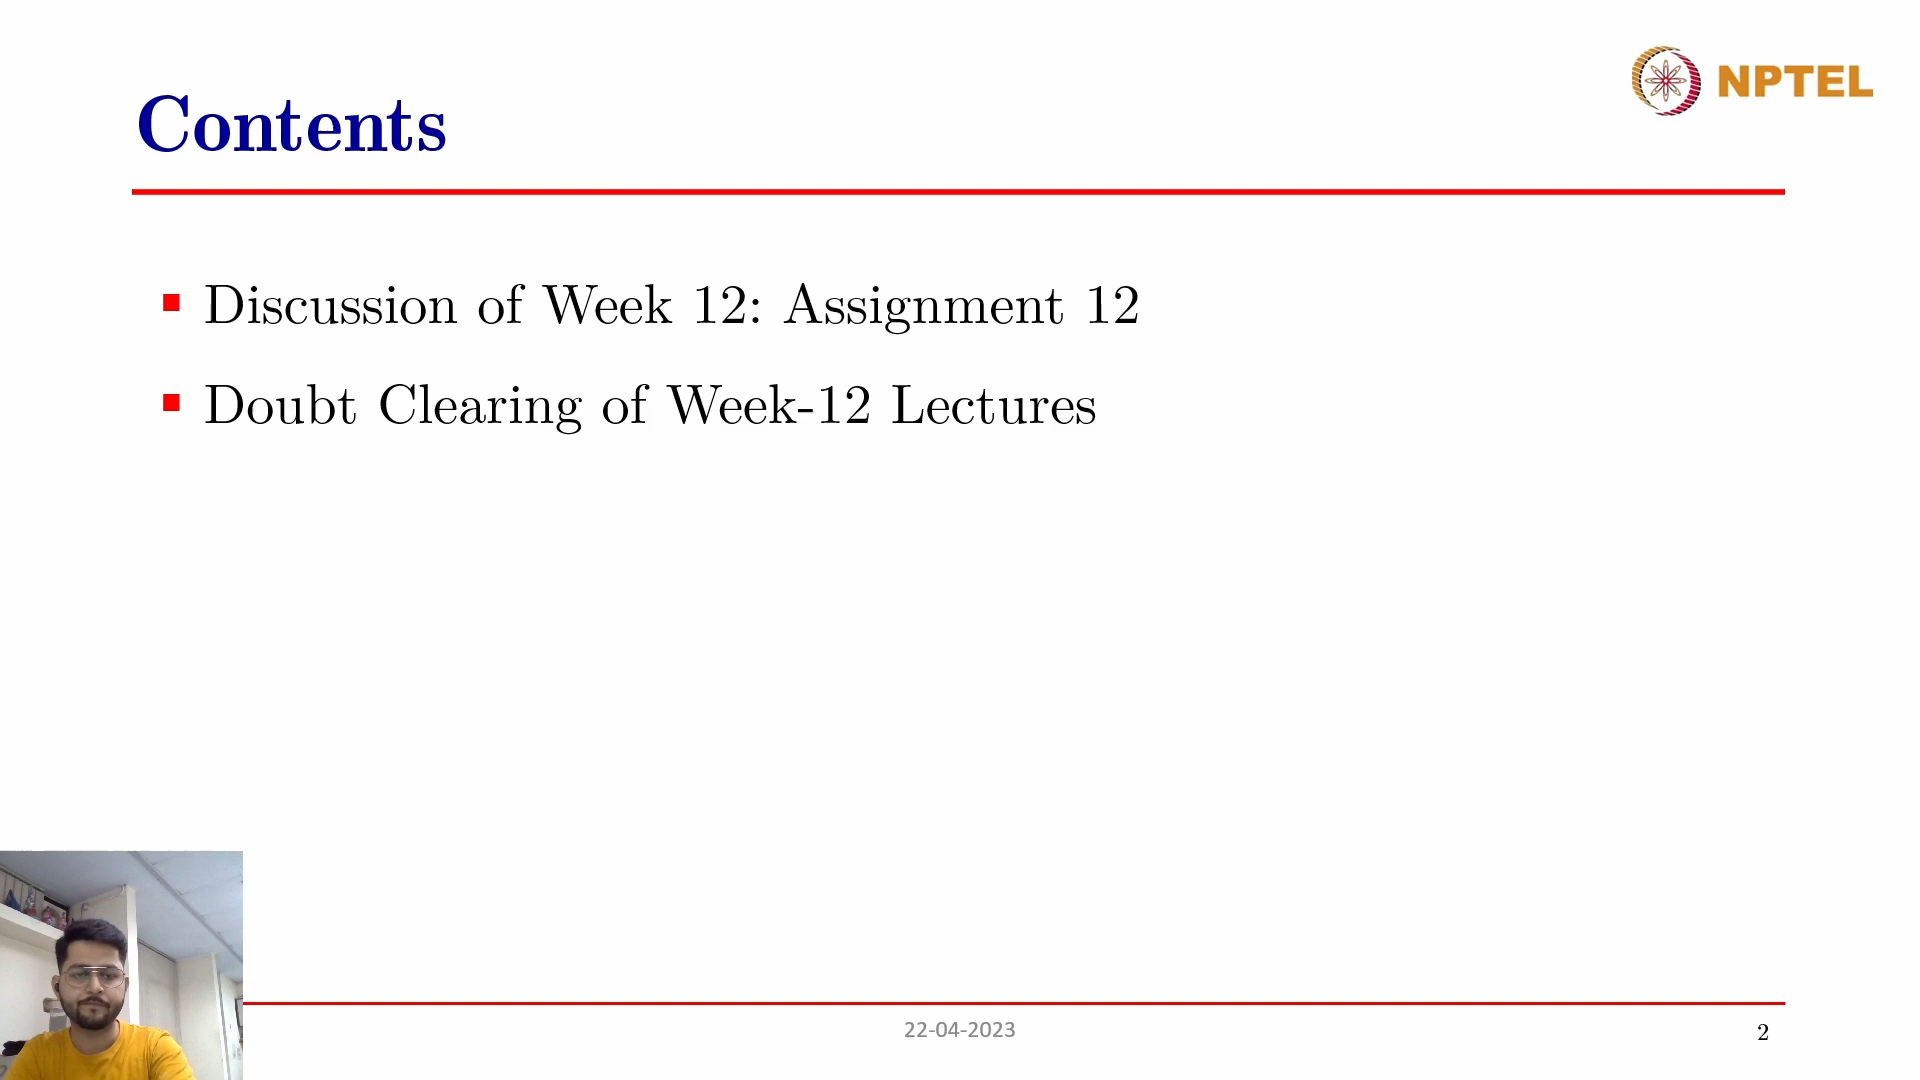 NPTEL
Contents
Discussion of Week 12: Assignment 12
Doubt Clearing of Week-12 Lectures
22-04-2023
2